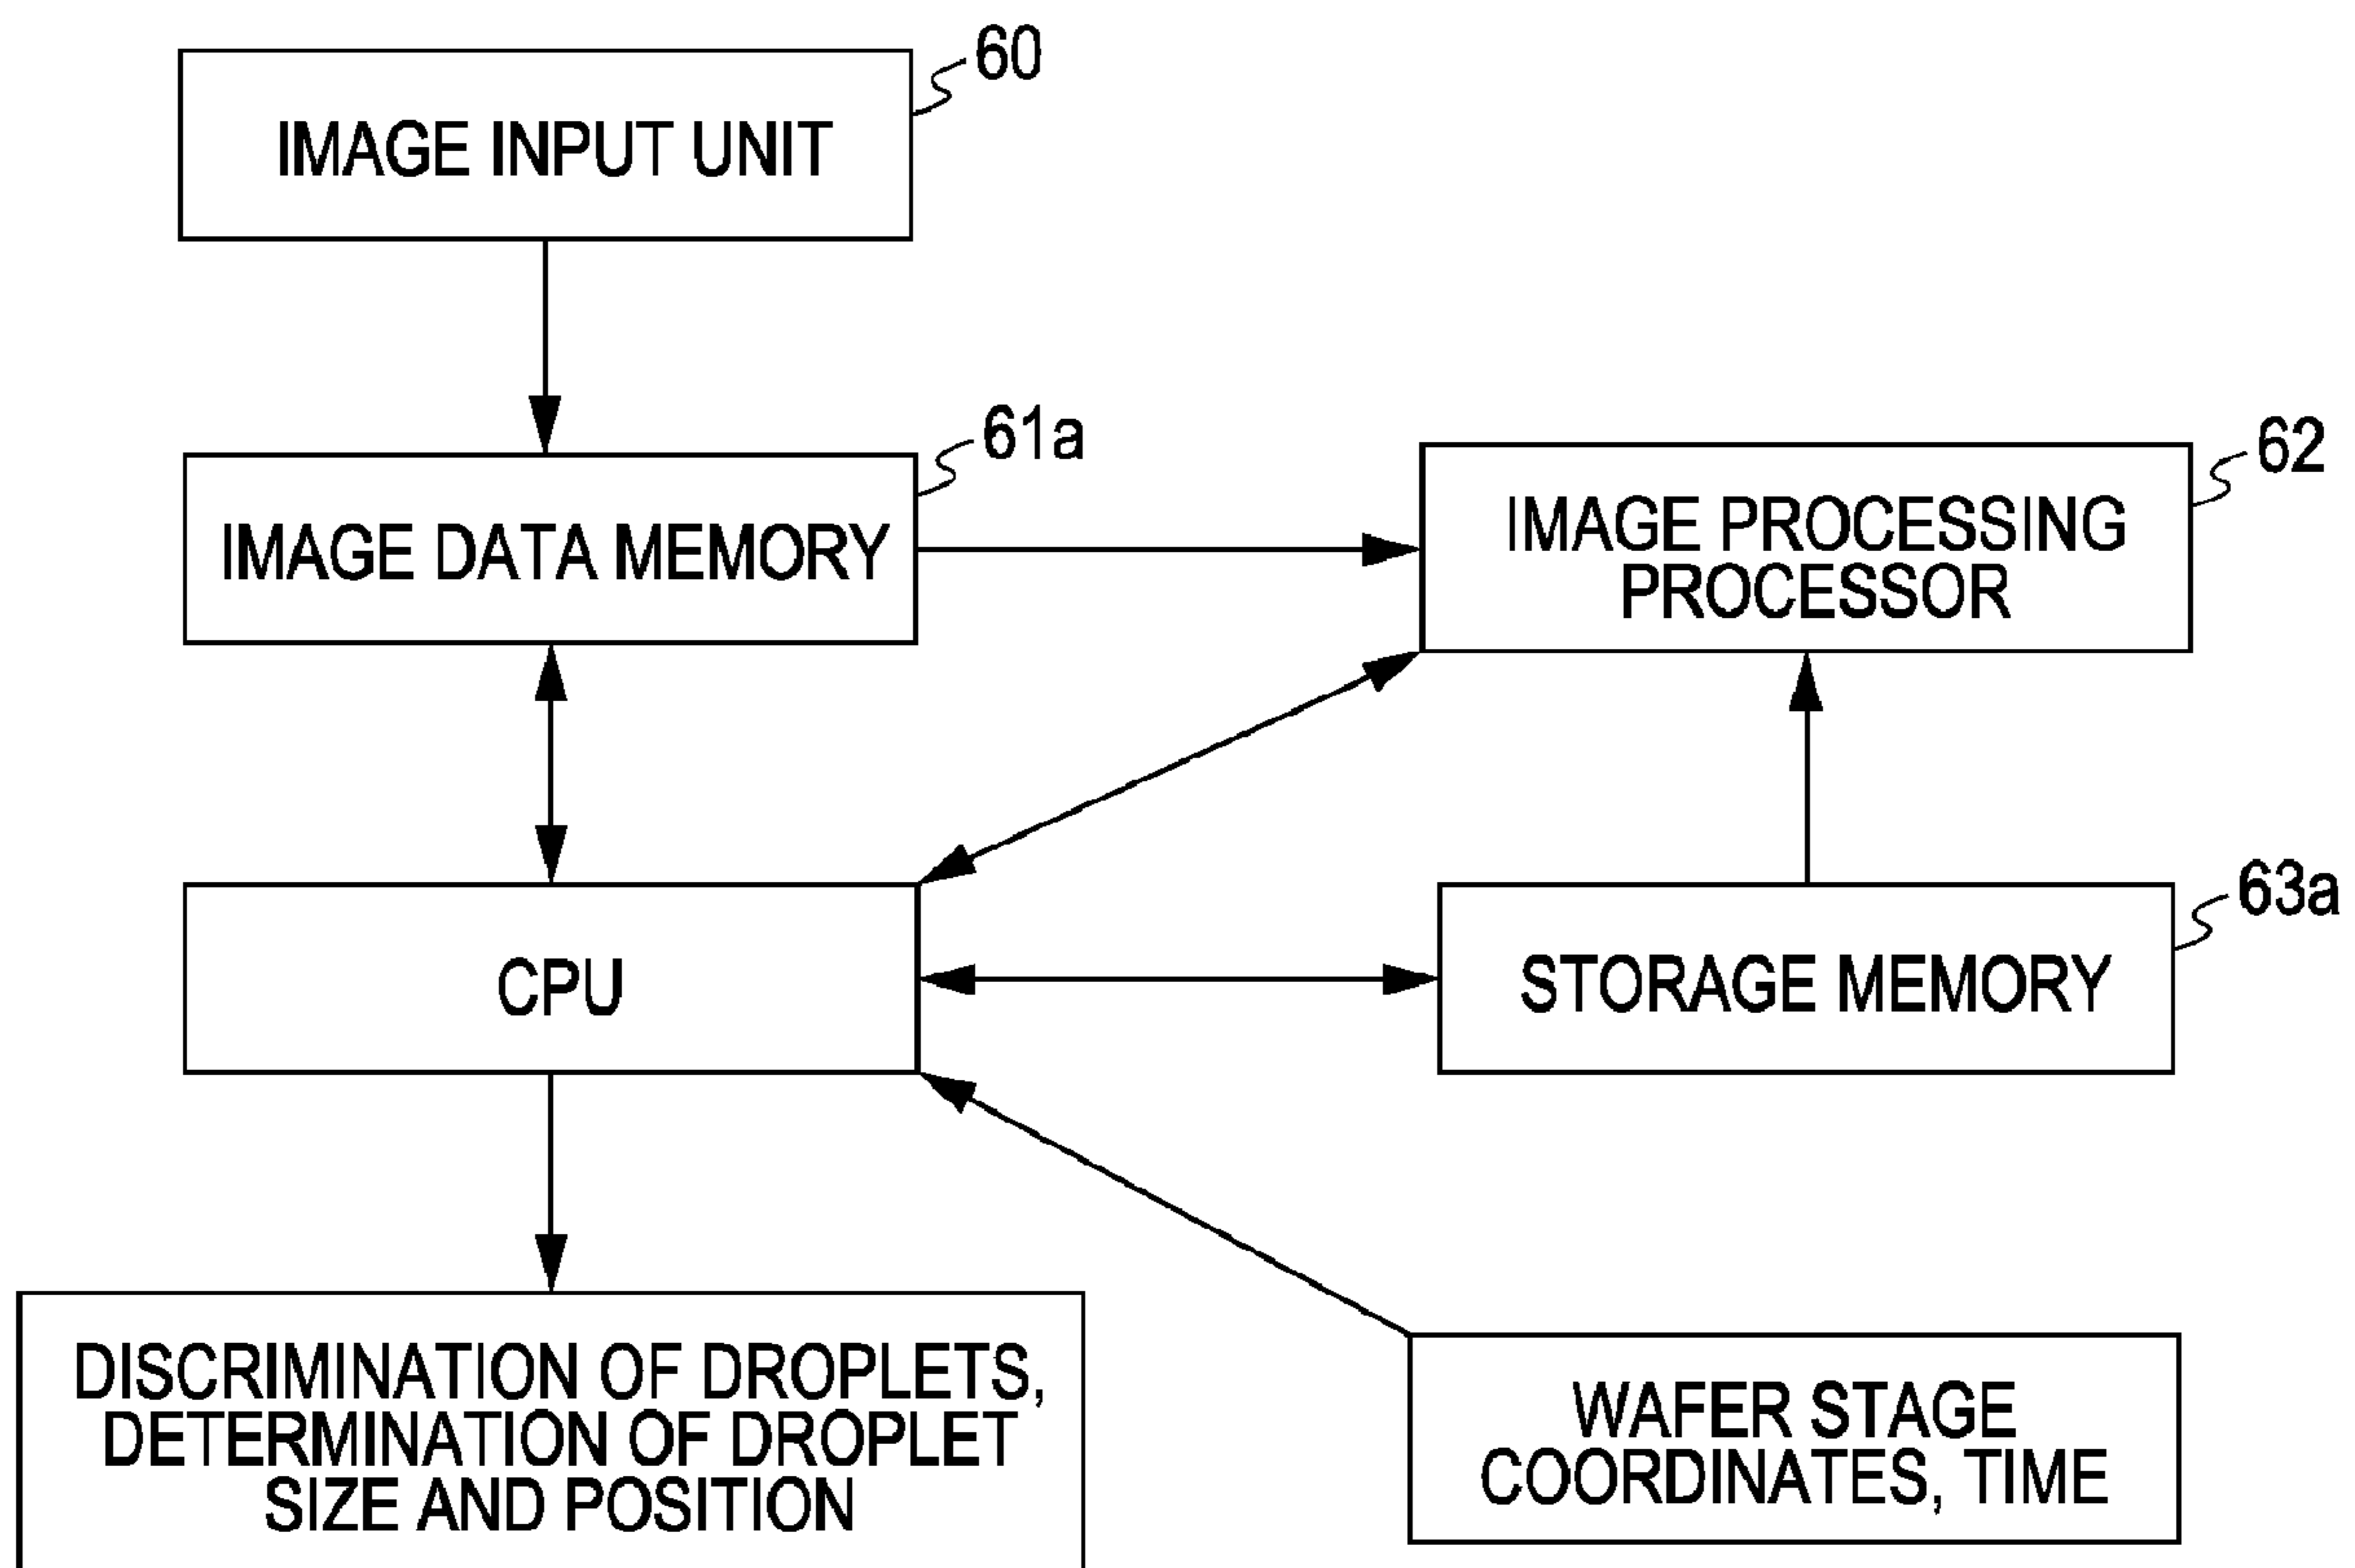 60
IMAGE INPUT UNIT
61a
IMAGE DATA MEMORY
62
IMAGE PROCESSING
PROCESSOR
CPU
63a
STORAGE MEMORY
DISCRIMINATION OF DROPLETS,
DETERMINATION OF DROPLET
SIZE AND POSITION
WAFER STAGE
COORDINATES, TIME